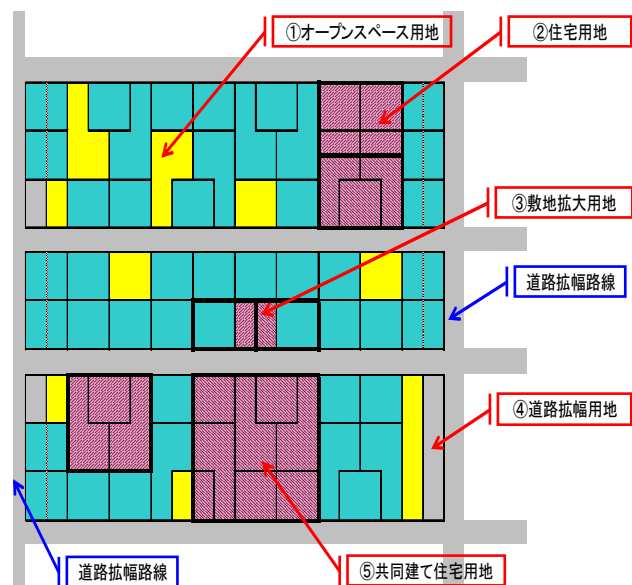 ①オープンスペース用地
②住宅用地
③敷地拡大用地
道路拡幅路線
④道路拡幅用地
道路拡幅路線
⑤共同建て住宅用地